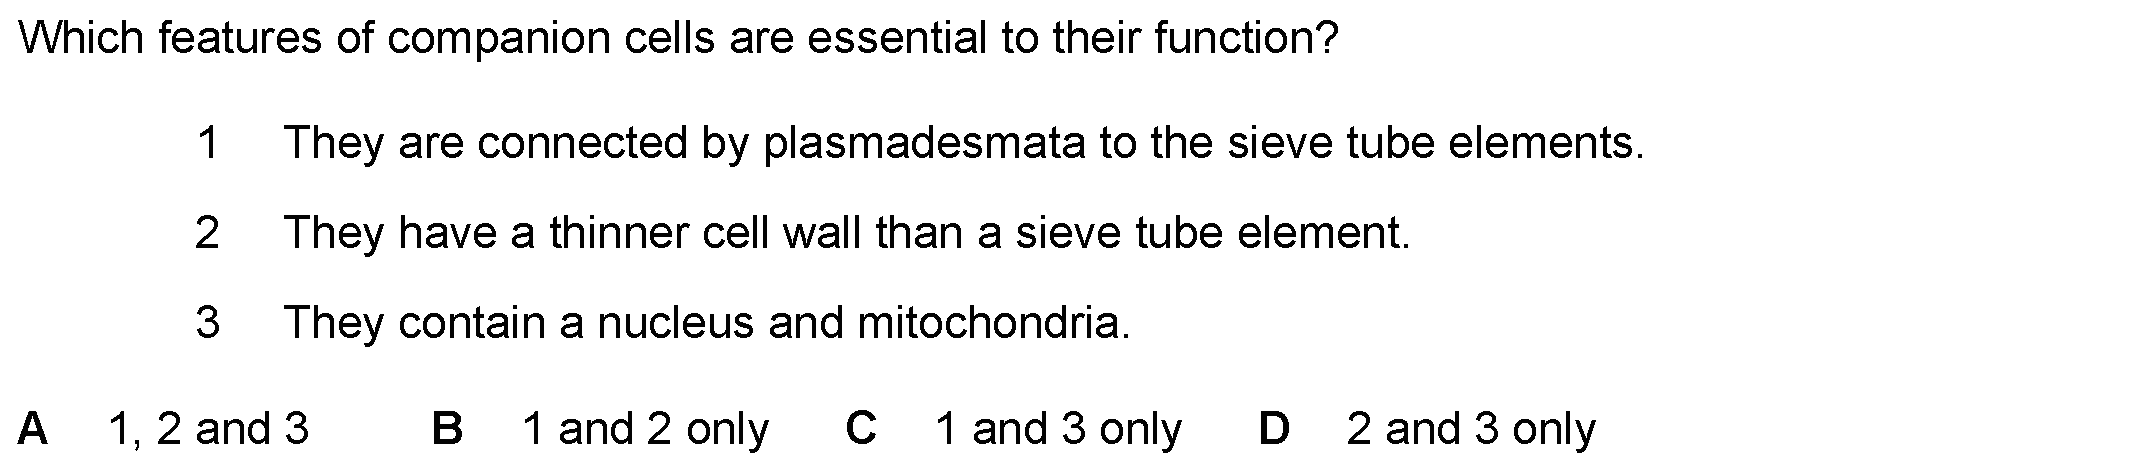 Which features of companion cells are essential to their function?
1 They are connected by plasmadesmata to the sieve tube elements.
2 They have a thinner cell wall than a sieve tube element.
3 They contain a nucleus and mitochondria.
A 1, 2 and 3 B 1 and 2 only C 1 and 3 only D 2 and 3 only